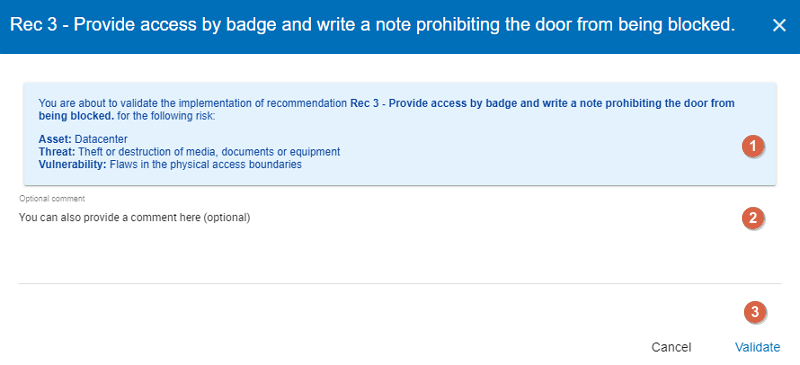 Rec 3 - Provide access by badge and write a note prohibiting the door from being blocked. ×
You are about to validate the implementation of recommendation Rec 3 - Provide access by badge and write a note prohibiting the door from
being blocked. for the following risk:
Asset: Datacenter
Threat: Theft or destruction of media, documents or equipment
Vulnerability: Flaws in the physical access boundaries
1
Optional comment
You can also provide a comment here (optional)
2
3
Cancel Validate